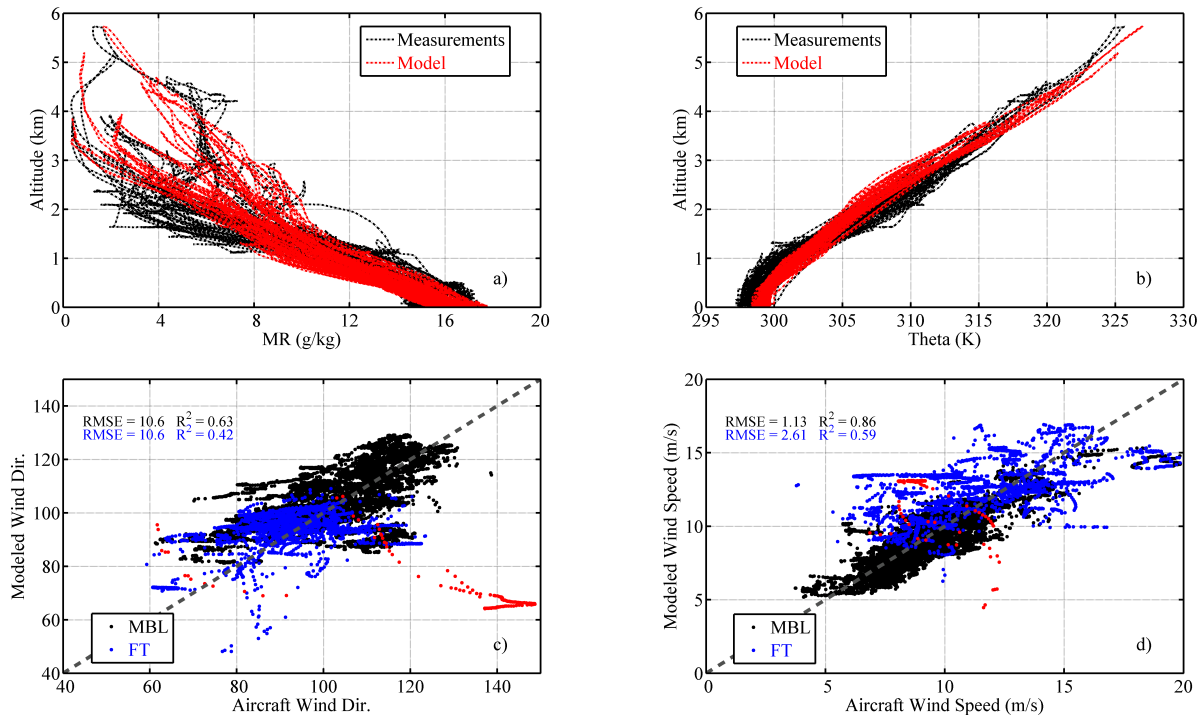 6
5
4
3
2
1
0
Altitude (km)
Measurements
Model
a)
0
4
8
12
16
20
MR (g/kg)
6
5
4
3
2
1
0
Altitude (km)
Measurements
Model
b)
295
300
305
310
315
320
325
330
Theta (K)
140
120
100
80
60
40
Modeled Wind Dir.
RMSE = 10.6 R² = 0.63
RMSE = 10.6 R² = 0.42
MBL
FT
c)
40
60
80
100
120
140
Aircraft Wind Dir.
20
15
10
5
0
Modeled Wind Speed (m/s)
RMSE = 1.13 R² = 0.86
RMSE = 2.61 R² = 0.59
MBL
FT
d)
0
5
10
15
20
Aircraft Wind Speed (m/s)